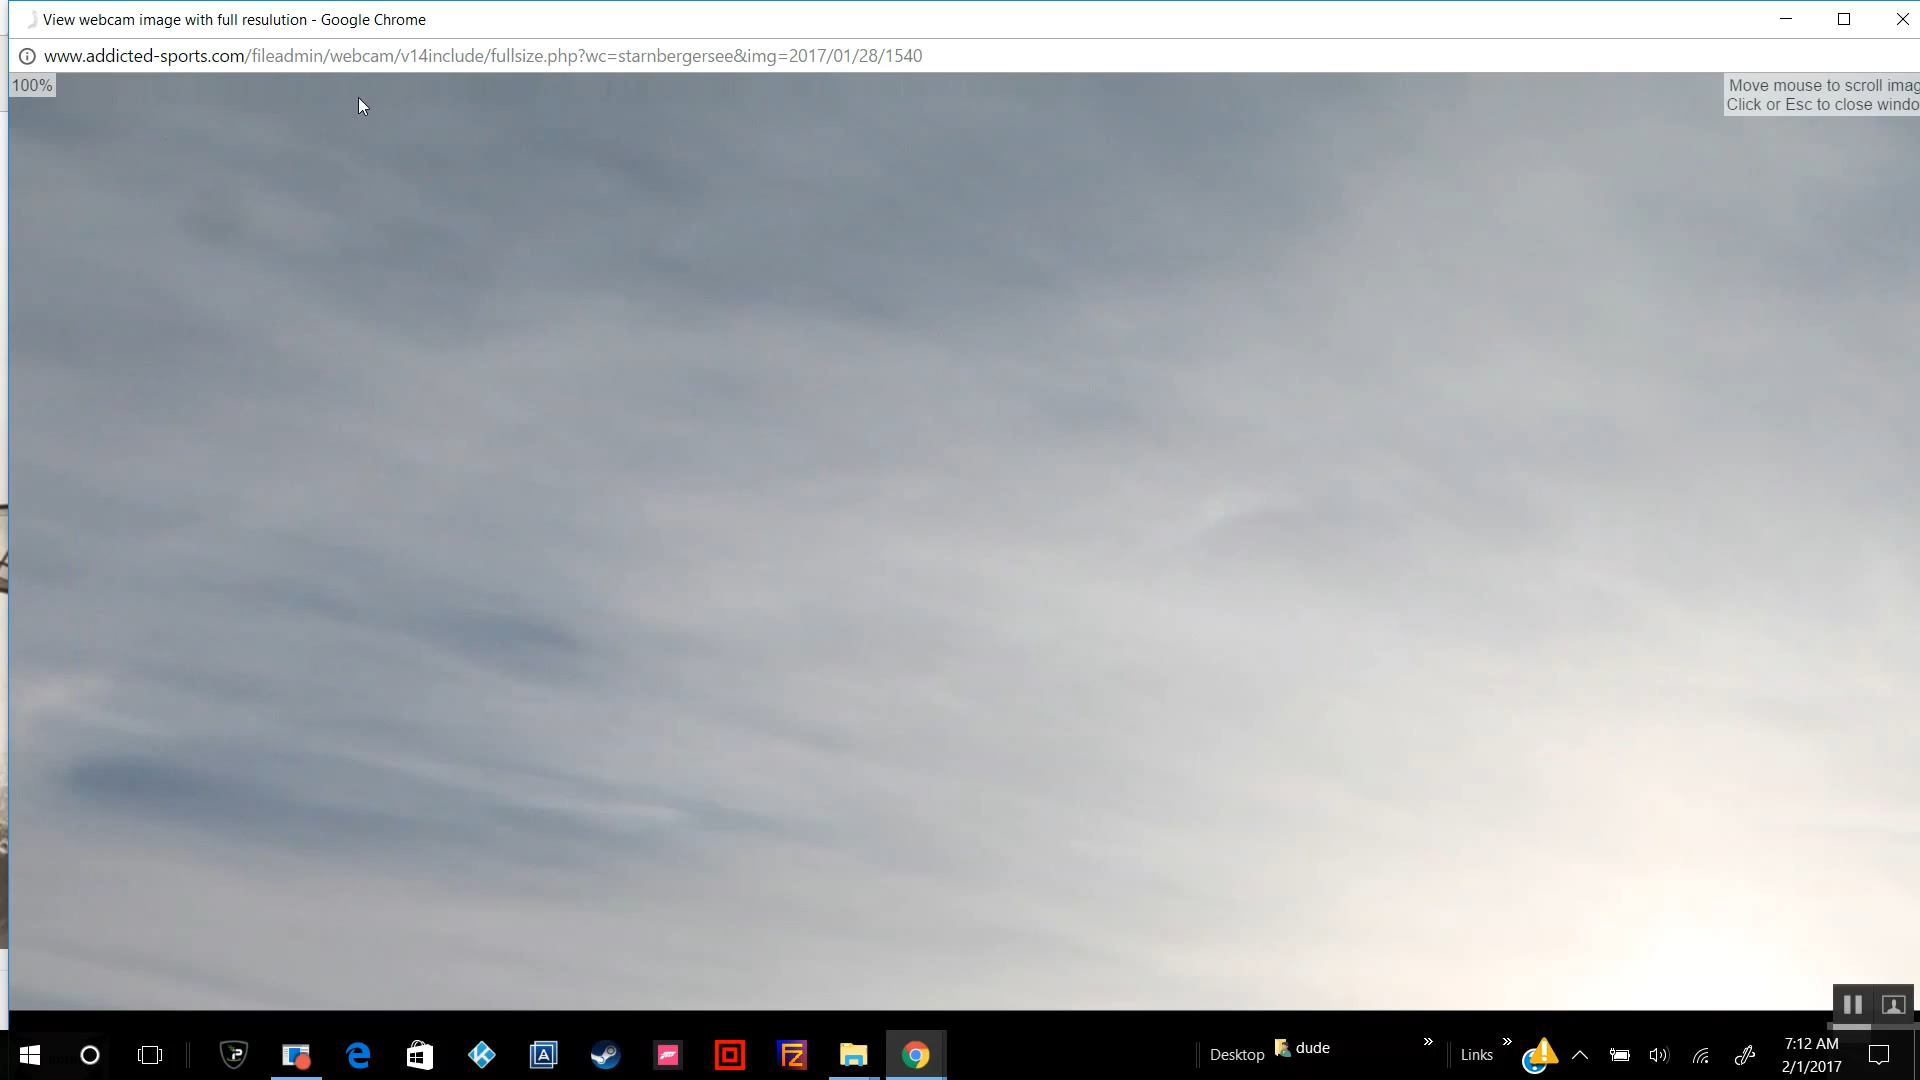 View webcam image with full resulution - Google Chrome
www.addicted-sports.com/fileadmin/webcam/v14include/fullsize.php?wc=starnbergersee&img=2017/01/28/1540
100%
Move mouse to scroll imag
Click or Esc to close windo
Desktop
dude
»
Links
»
7:12 AM
2/1/2017